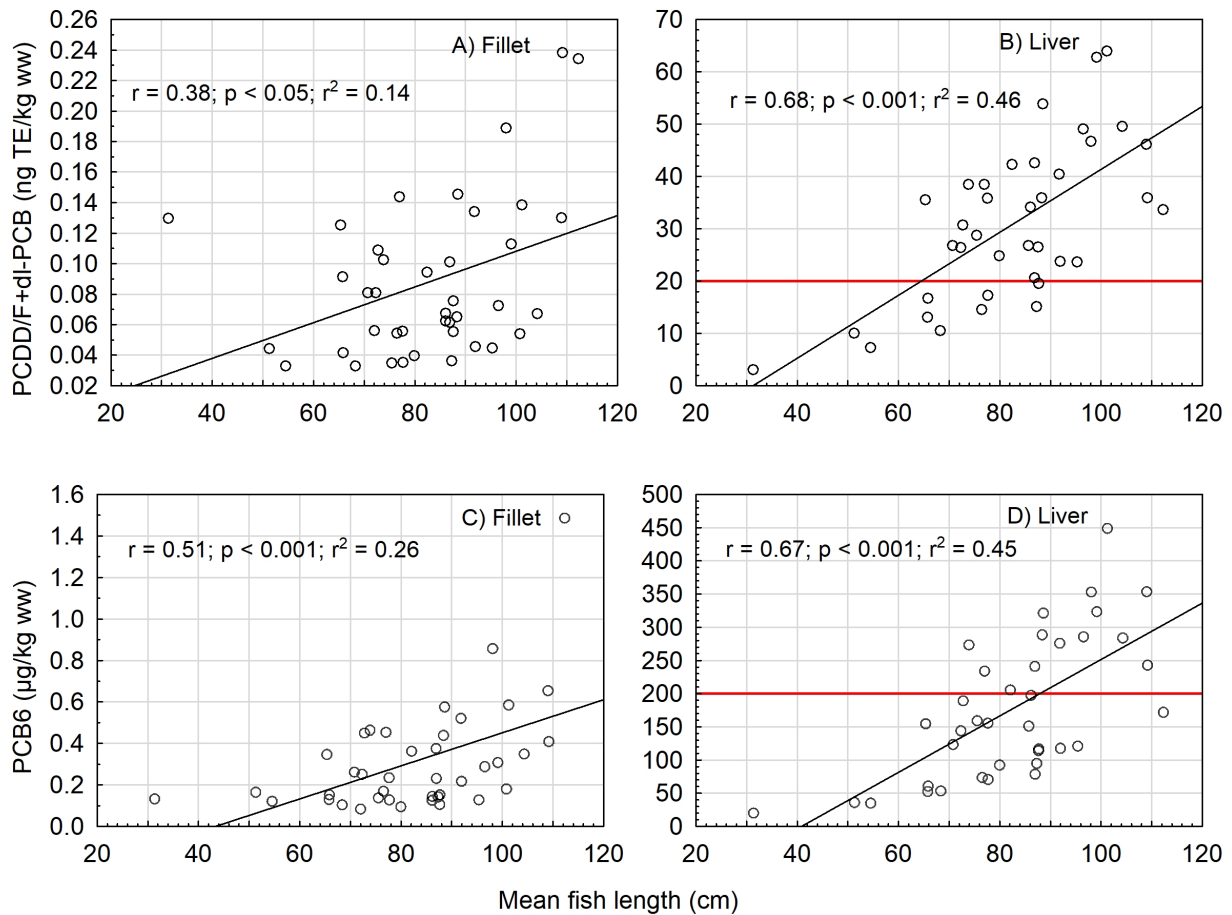 PCDD/F+dl-PCB (ng TE/kg ww)
0.26
0.24
0.22
0.20
0.18
0.16
0.14
0.12
0.10
0.08
0.06
0.04
0.02
A) Fillet
r = 0.38; p < 0.05; r² = 0.14
20 40 60 80 100 120
70
60
50
40
30
20
10
0
B) Liver
r = 0.68; p < 0.001; r² = 0.46
20 40 60 80 100 120
PCB6 (µg/kg ww)
1.6
1.4
1.2
1.0
0.8
0.6
0.4
0.2
0.0
C) Fillet
r = 0.51; p < 0.001; r² = 0.26
20 40 60 80 100 120
500
450
400
350
300
250
200
150
100
50
0
D) Liver
r = 0.67; p < 0.001; r² = 0.45
20 40 60 80 100 120
Mean fish length (cm)